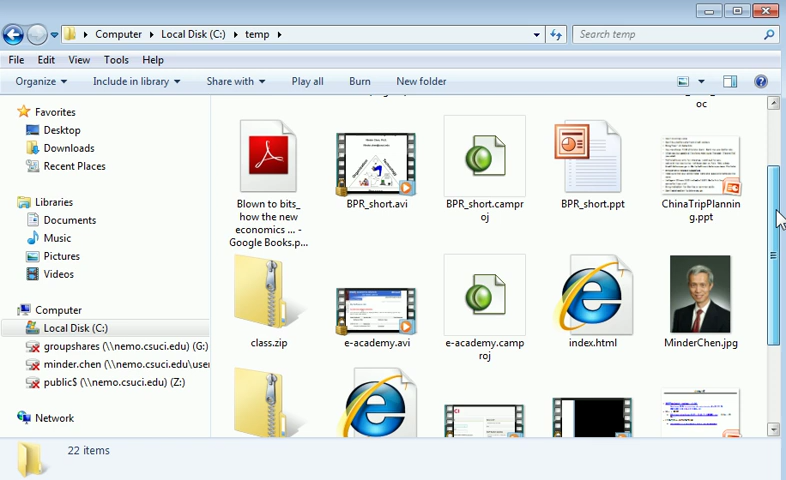 Computer ▸ Local Disk (C:) ▸ temp ▸
Search temp
File Edit View Tools Help
Organize Include in library Share with Play all Burn New folder
Favorites
Desktop
Downloads
Recent Places
Libraries
Documents
Music
Pictures
Videos
Computer
Local Disk (C:)
groupshares (\\nemo.csuci.edu) (G:)
minder.chen (\\nemo.csuci.edu\use
public$ (\\nemo.csuci.edu) (Z:)
Network
oc
Blown to bits_
how the new
economics ... -
Google Books.p...
BPR_short.avi
BPR_short.campr
oj
BPR_short.ppt
ChinaTripPlannin
g.ppt
class.zip
e-academy.avi
e-academy.camp
roj
index.html
MinderChen.jpg
22 items